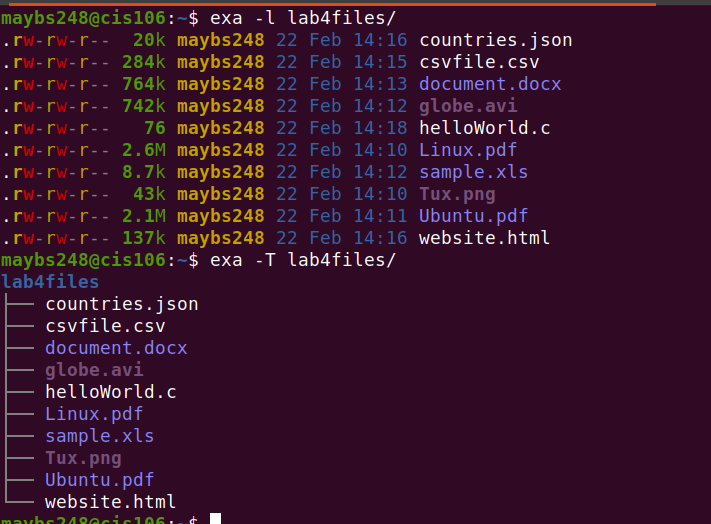 maybs248@cis106:~$ exa -l lab4files/
.rw-rw-r--  20k maybs248 22 Feb 14:16 countries.json
.rw-rw-r-- 284k maybs248 22 Feb 14:15 csvfile.csv
.rw-rw-r-- 764k maybs248 22 Feb 14:13 document.docx
.rw-rw-r-- 742k maybs248 22 Feb 14:12 globe.avi
.rw-rw-r--   76 maybs248 22 Feb 14:18 helloWorld.c
.rw-rw-r-- 2.6M maybs248 22 Feb 14:10 Linux.pdf
.rw-rw-r-- 8.7k maybs248 22 Feb 14:12 sample.xls
.rw-rw-r--  43k maybs248 22 Feb 14:10 Tux.png
.rw-rw-r-- 2.1M maybs248 22 Feb 14:11 Ubuntu.pdf
.rw-rw-r-- 137k maybs248 22 Feb 14:16 website.html
maybs248@cis106:~$ exa -T lab4files/
lab4files
├── countries.json
├── csvfile.csv
├── document.docx
├── globe.avi
├── helloWorld.c
├── Linux.pdf
├── sample.xls
├── Tux.png
├── Ubuntu.pdf
└── website.html
maybs248@cis106:~$